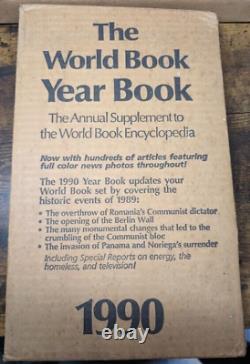 The
World Book
Year Book
The Annual Supplement to
the World Book Encyclopedia
Now with hundreds of articles featuring
full color news photos throughout!
The 1990 Year Book updates your
World Book set by covering the
historic events of 1989:
• The overthrow of Romania's Communist dictator
• The opening of the Berlin Wall
• The many monumental changes that led to the
crumbling of the Communist bloc
• The invasion of Panama and Noriega's surrender
Including Special Reports on energy, the
homeless, and television!
1990
watermarks.co